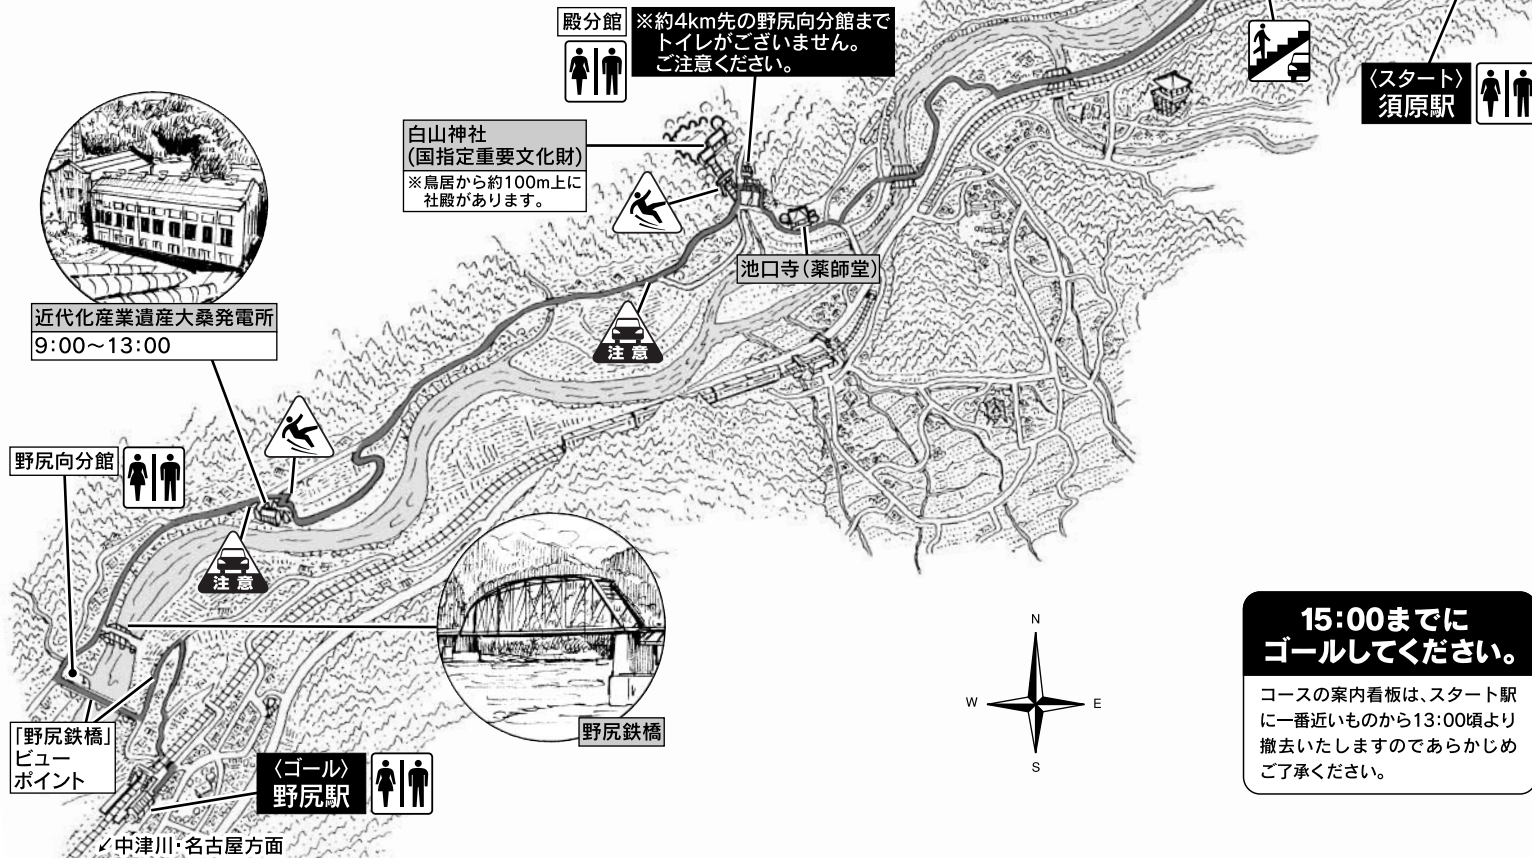 殿分館
※約4km先の野尻向分館まで
トイレがございません。
ご注意ください。
〈スタート〉
須原駅
白山神社
(国指定重要文化財)
※鳥居から約100m上に
社殿があります。
池口寺(薬師堂)
近代化産業遺産大桑発電所
9:00〜13:00
注意
野尻向分館
注意
「野尻鉄橋」
ビュー
ポイント
野尻鉄橋
〈ゴール〉
野尻駅
↙中津川・名古屋方面
N
W
E
S
15:00までに
ゴールしてください。
コースの案内看板は、スタート駅
に一番近いものから13:00頃より
撤去いたしますのであらかじめ
ご了承ください。